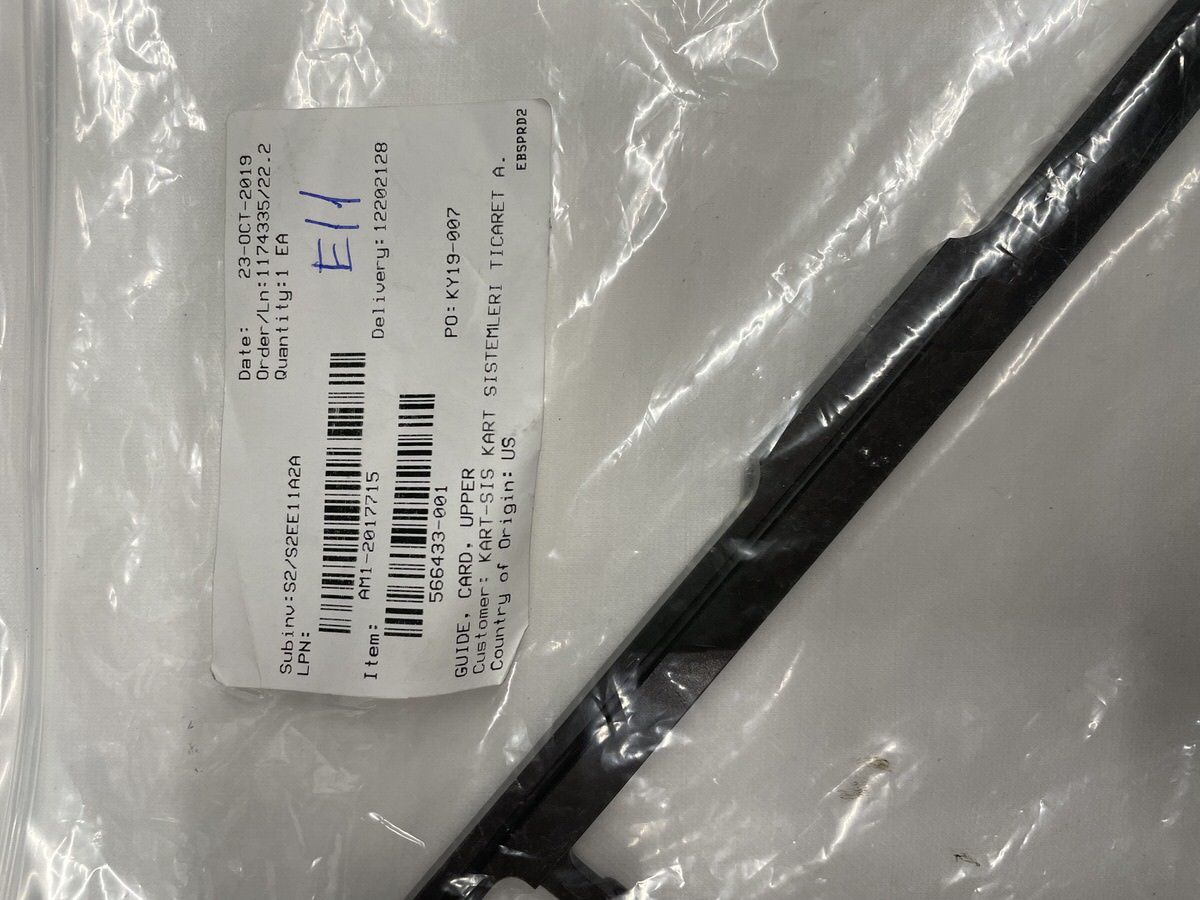 Date: 23-OCT-2019
Order/Ln:1174335/22.2
Subinv:S2/S2EE11A2A Quantity:1 EA
LPN:
E11
AM1-2017715
Item: Delivery:12202128
566433-001 PO:KY19-007
GUIDE, CARD, UPPER
Customer: KART-SIS KART SISTEMLERI TICARET A.
Country of Origin: US
EBSPRD2